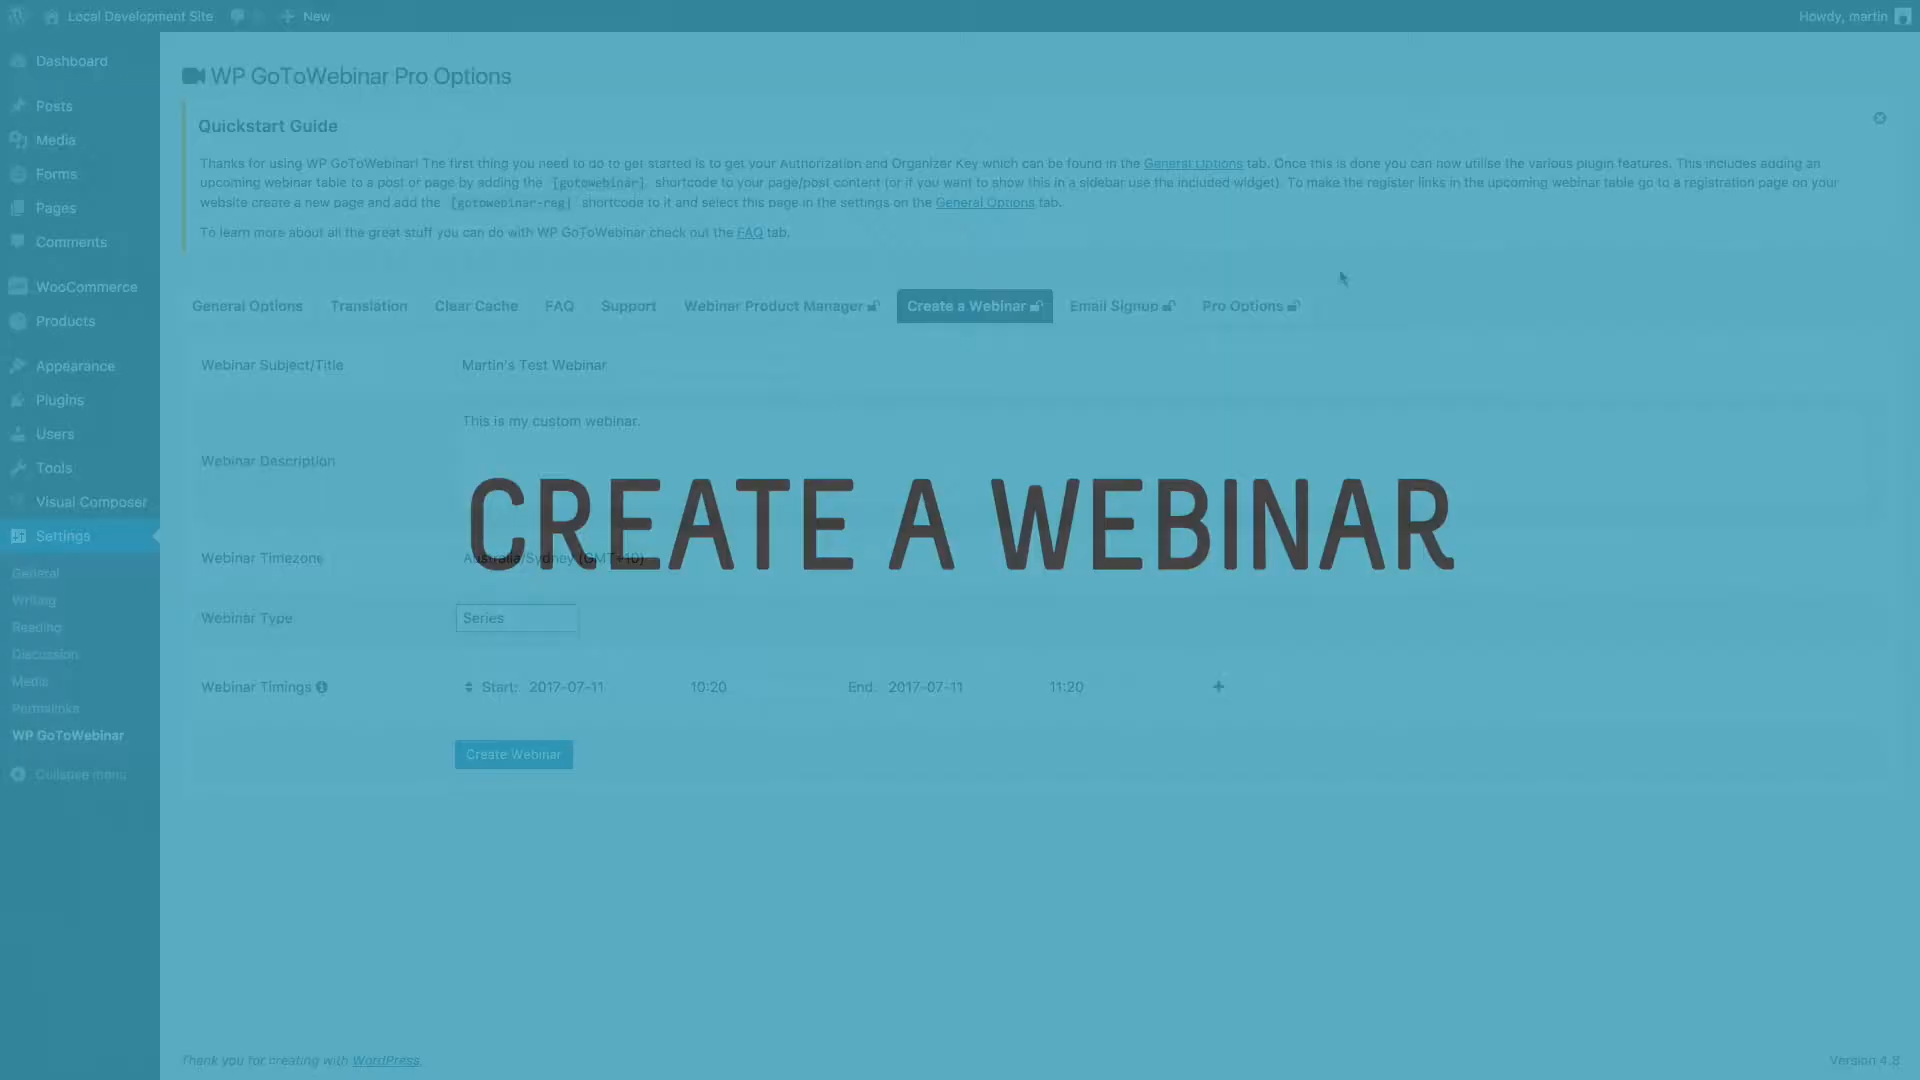 Local Development Site
New
Howdy, martin
Dashboard
Posts
Media
Forms
Pages
Comments
WooCommerce
Products
Appearance
Plugins
Users
Tools
Visual Composer
Settings
General
Writing
Reading
Discussion
Media
Permalinks
WP GoToWebinar
Collapse menu
WP GoToWebinar Pro Options
Quickstart Guide
Thanks for using WP GoToWebinar! The first thing you need to do to get started is to get your Authorization and Organizer Key which can be found in the General Options tab. Once this is done you can now utilise the various plugin features. This includes adding an
upcoming webinar table to a post or page by adding the [gotowebinar] shortcode to your page/post content (or if you want to show this in a sidebar use the included widget). To make the register links in the upcoming webinar table go to a registration page on your
website create a new page and add the [gotowebinar-reg] shortcode to it and select this page in the settings on the General Options tab.
To learn more about all the great stuff you can do with WP GoToWebinar check out the FAQ tab.
General Options Translation Clear Cache FAQ Support Webinar Product Manager Create a Webinar Email Signup Pro Options
Webinar Subject/Title Martin's Test Webinar
This is my custom webinar.
Webinar Description
CREATE A WEBINAR
Webinar Timezone Australia/Sydney (GMT+10)
Webinar Type Series
Webinar Timings Start: 2017-07-11 10:20 End: 2017-07-11 11:20
Create Webinar
Thank you for creating with WordPress.
Version 4.8